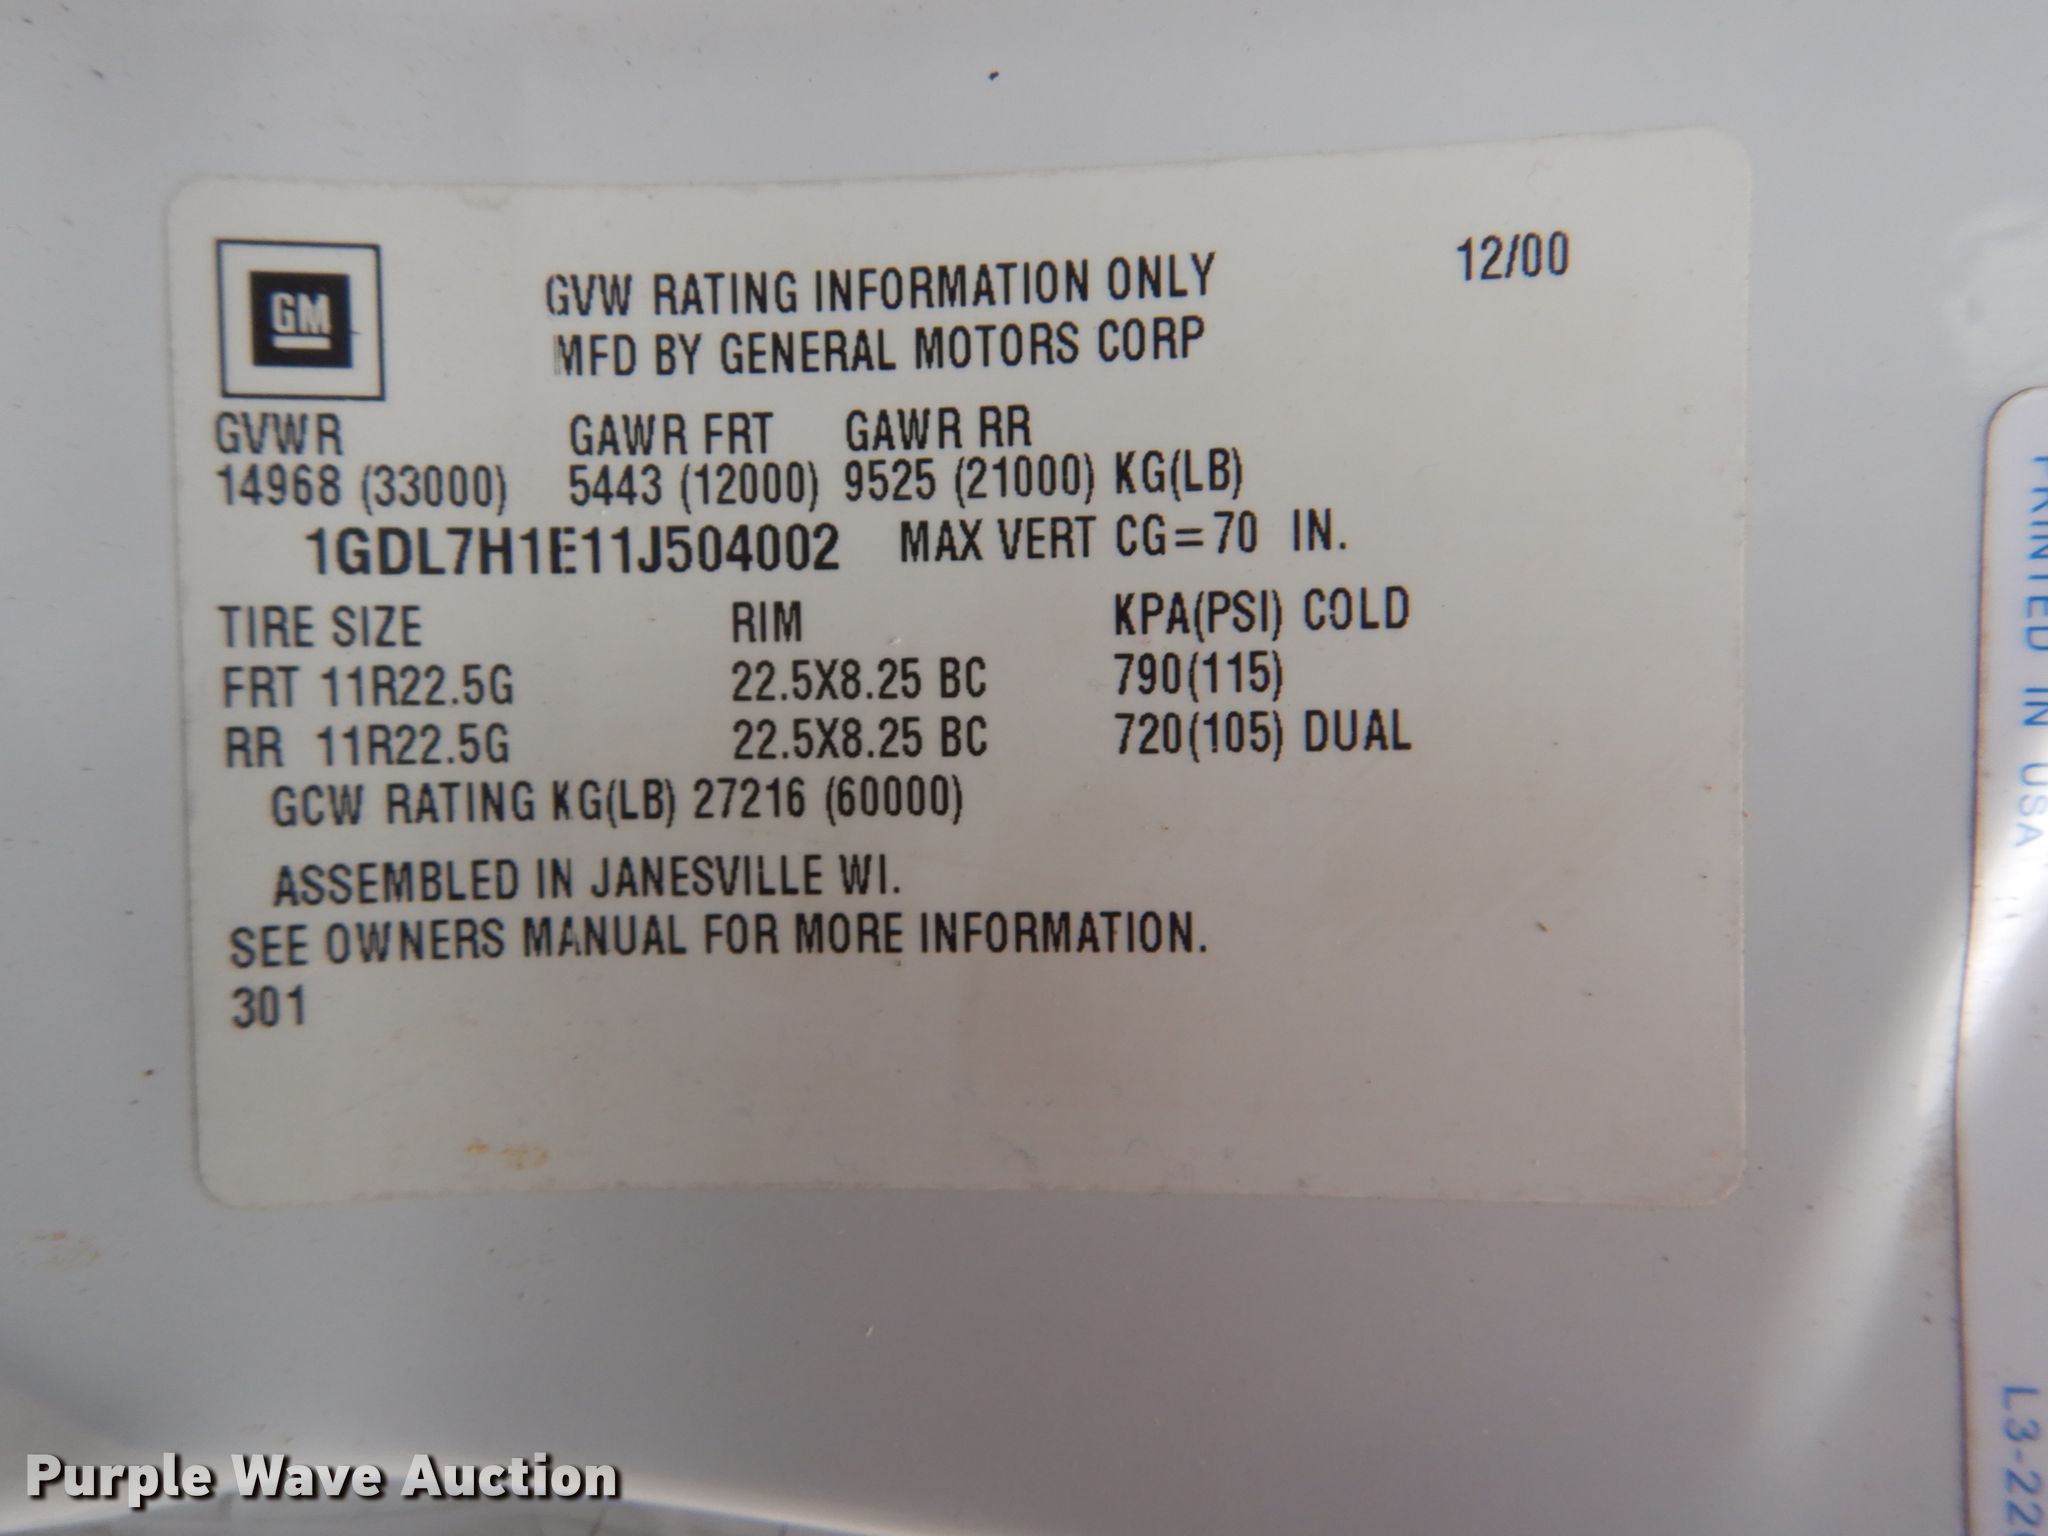 GM
GVW RATING INFORMATION ONLY 12/00
MFD BY GENERAL MOTORS CORP
GVWR GAWR FRT GAWR RR
14968 (33000) 5443 (12000) 9525 (21000) KG(LB)
1GDL7H1E11J504002 MAX VERT CG=70 IN.
TIRE SIZE RIM KPA(PSI) COLD
FRT 11R22.5G 22.5X8.25 BC 790(115)
RR 11R22.5G 22.5X8.25 BC 720(105) DUAL
GCW RATING KG(LB) 27216 (60000)
ASSEMBLED IN JANESVILLE WI.
SEE OWNERS MANUAL FOR MORE INFORMATION.
301
PRINTED IN USA
Purple Wave Auction